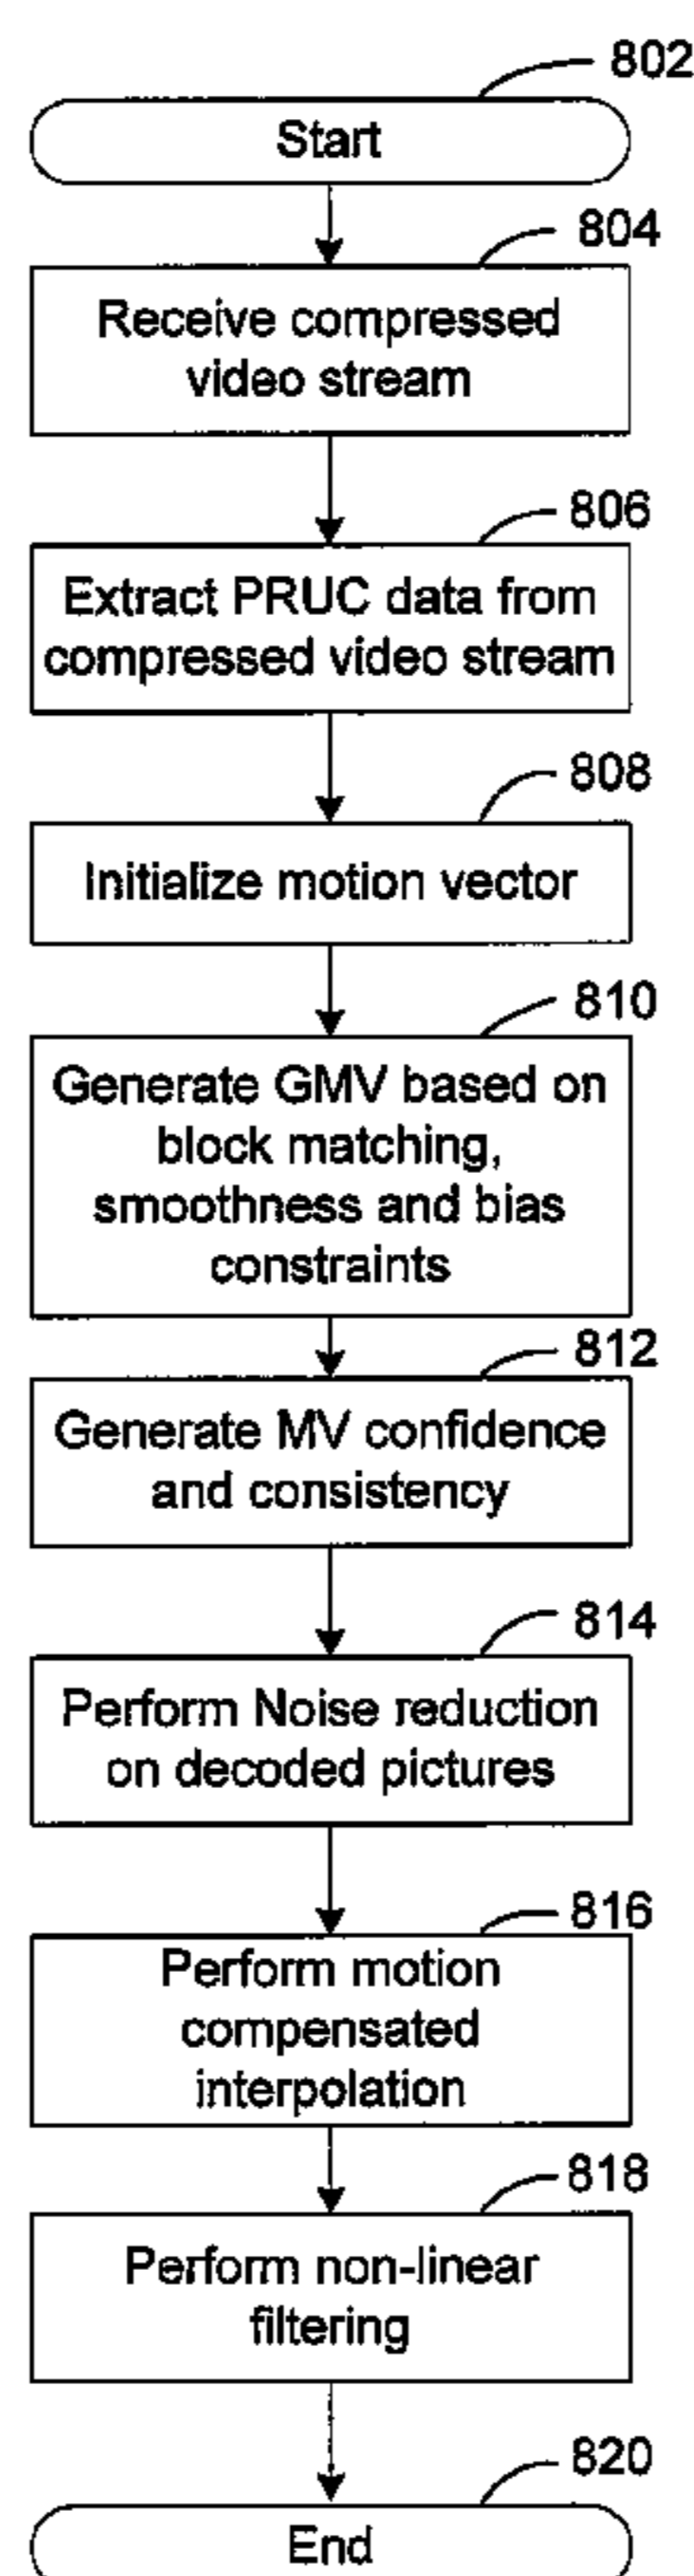 802
Start
804
Receive compressed
video stream
806
Extract PRUC data from
compressed video stream
808
Initialize motion vector
810
Generate GMV based on
block matching,
smoothness and bias
constraints
812
Generate MV confidence
and consistency
814
Perform Noise reduction
on decoded pictures
816
Perform motion
compensated
interpolation
818
Perform non-linear
filtering
820
End